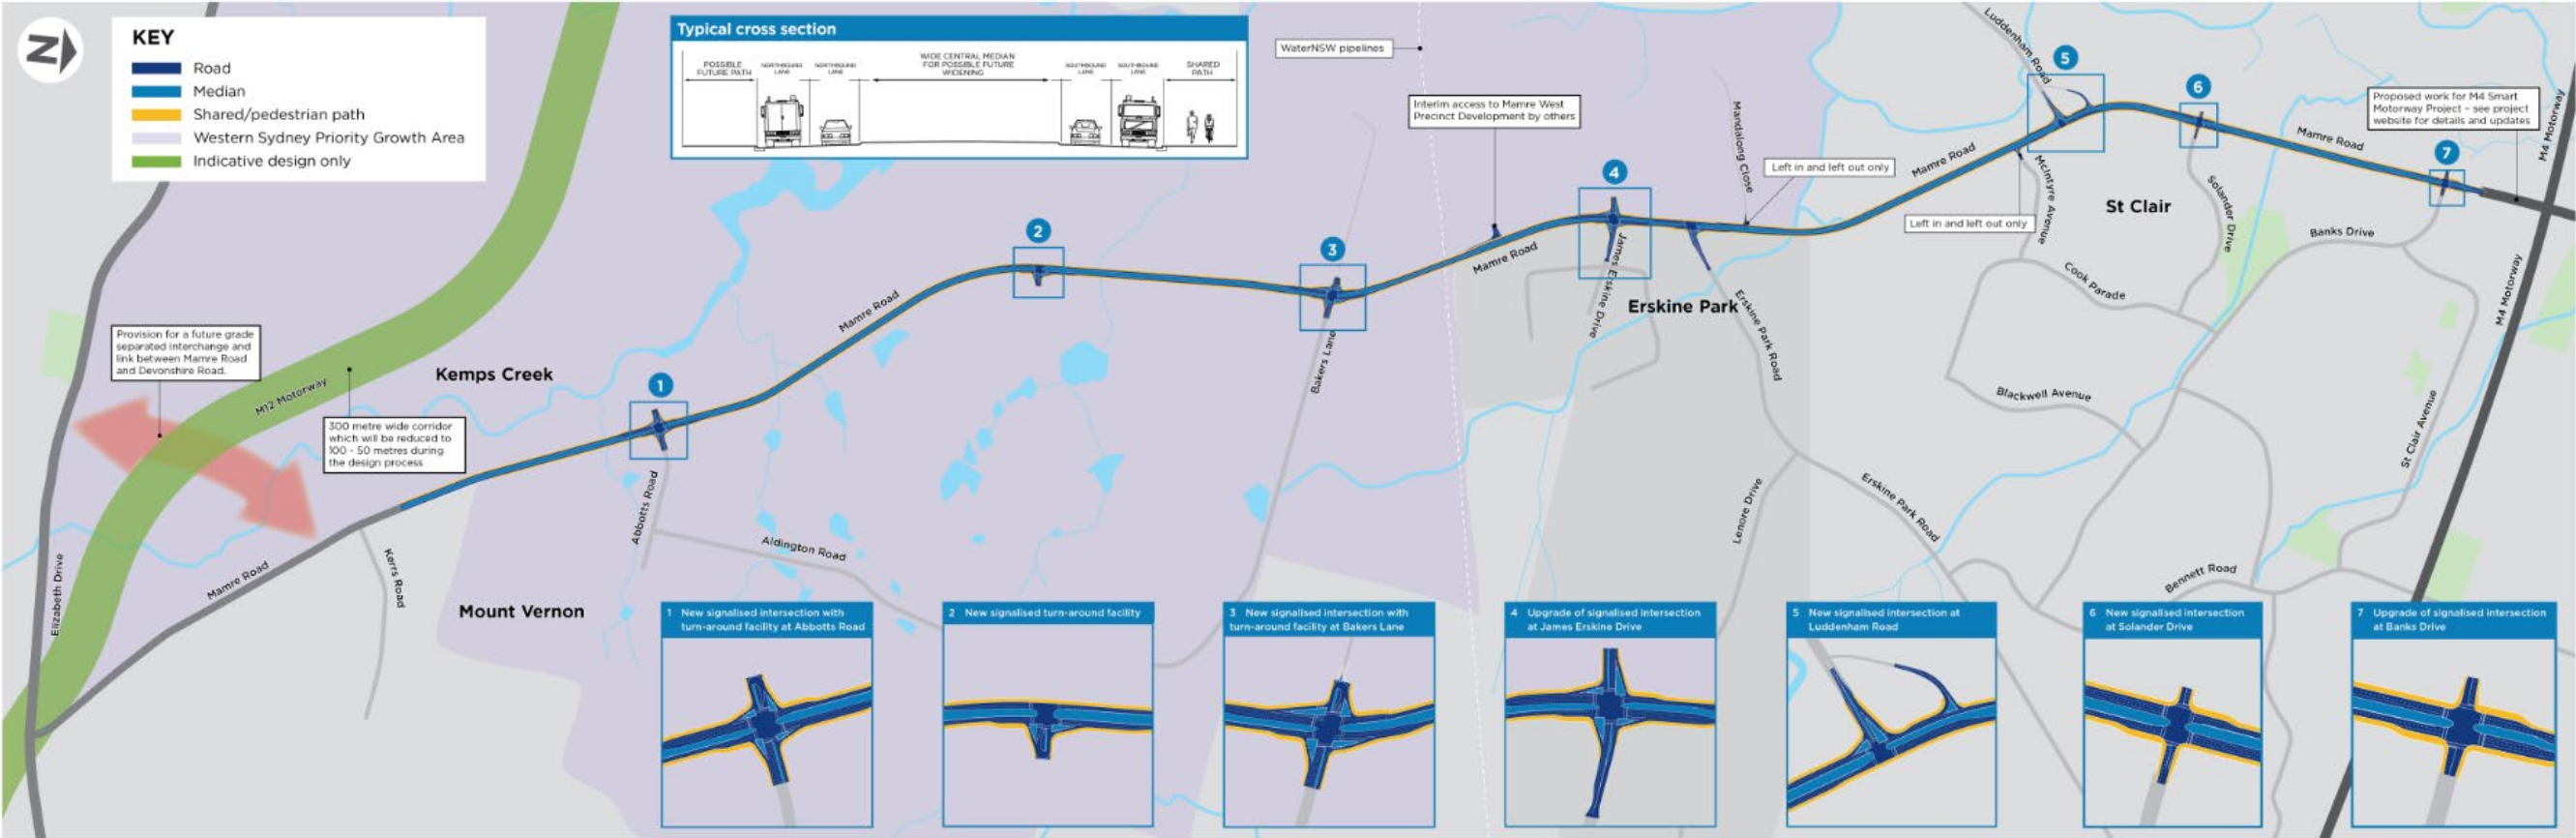 N
KEY
Road
Median
Shared/pedestrian path
Western Sydney Priority Growth Area
Indicative design only
Typical cross section
POSSIBLE
FUTURE PATH
NORTHBOUND
LANE
NORTHBOUND
LANE
WIDE CENTRAL MEDIAN
FOR POSSIBLE FUTURE
WIDENING
SOUTHBOUND
LANE
SOUTHBOUND
LANE
SHARED
PATH
WaterNSW pipelines
Interim access to Mamre West
Precinct Development by others
Mandalong Close
Left in and left out only
Luddenham Road
5
6
7
Proposed work for M4 Smart
Motorway Project – see project
website for details and updates
M4 Motorway
Mamre Road
Mamre Road
McIntyre Avenue
Left in and left out only
St Clair
Solander Drive
Banks Drive
Cook Parade
M4 Motorway
Blackwell Avenue
St Clair Avenue
4
3
2
1
Mamre Road
James Erskine Drive
Erskine Park
Erskine Park Road
Bakers Lane
Mamre Road
Provision for a future grade
separated interchange and
link between Mamre Road
and Devonshire Road.
M12 Motorway
Kemps Creek
300 metre wide corridor
which will be reduced to
100 - 50 metres during
the design process
Abbotts Road
Aldington Road
Lenore Drive
Erskine Park Road
Bennett Road
Elizabeth Drive
Mamre Road
Kerrs Road
Mount Vernon
1 New signalised intersection with
turn-around facility at Abbotts Road
2 New signalised turn-around facility
3 New signalised intersection with
turn-around facility at Bakers Lane
4 Upgrade of signalised intersection
at James Erskine Drive
5 New signalised intersection at
Luddenham Road
6 New signalised intersection
at Solander Drive
7 Upgrade of signalised intersection
at Banks Drive